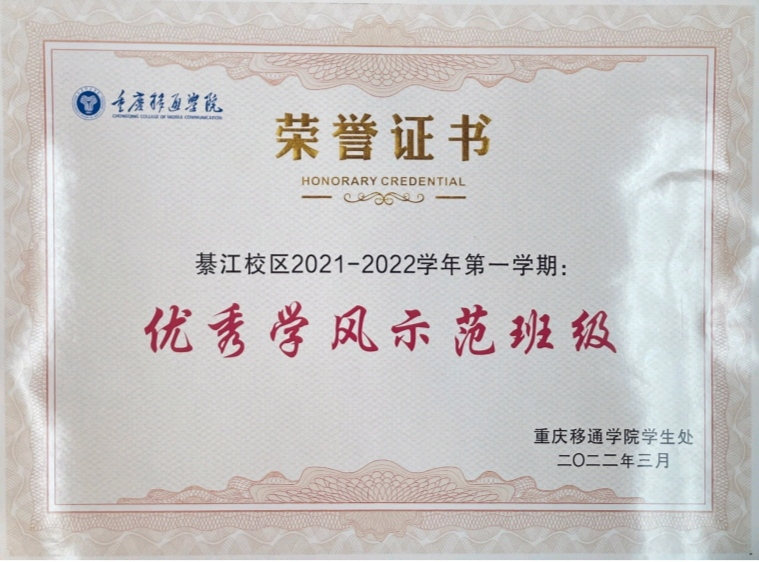 重庆移通学院
CHONGQING COLLEGE OF MOBILE COMMUNICATION
荣誉证书
HONORARY CREDENTIAL
綦江校区2021-2022学年第一学期:
优秀学风示范班级
重庆移通学院学生处
二〇二二年三月